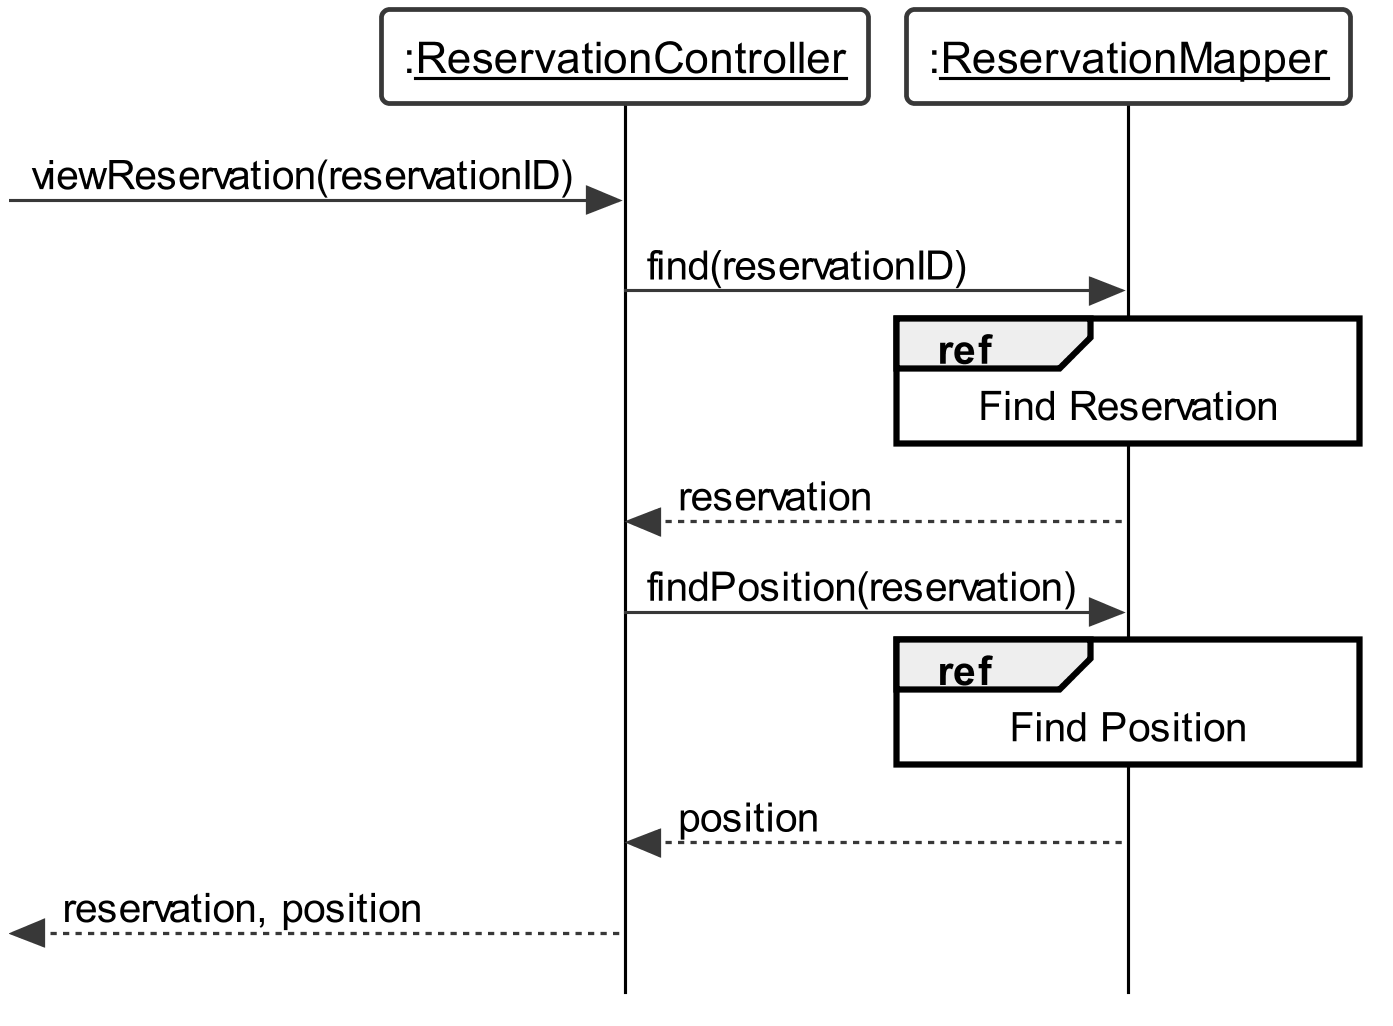 :ReservationController
:ReservationMapper
viewReservation(reservationID)
find(reservationID)
ref
Find Reservation
reservation
findPosition(reservation)
ref
Find Position
position
reservation, position